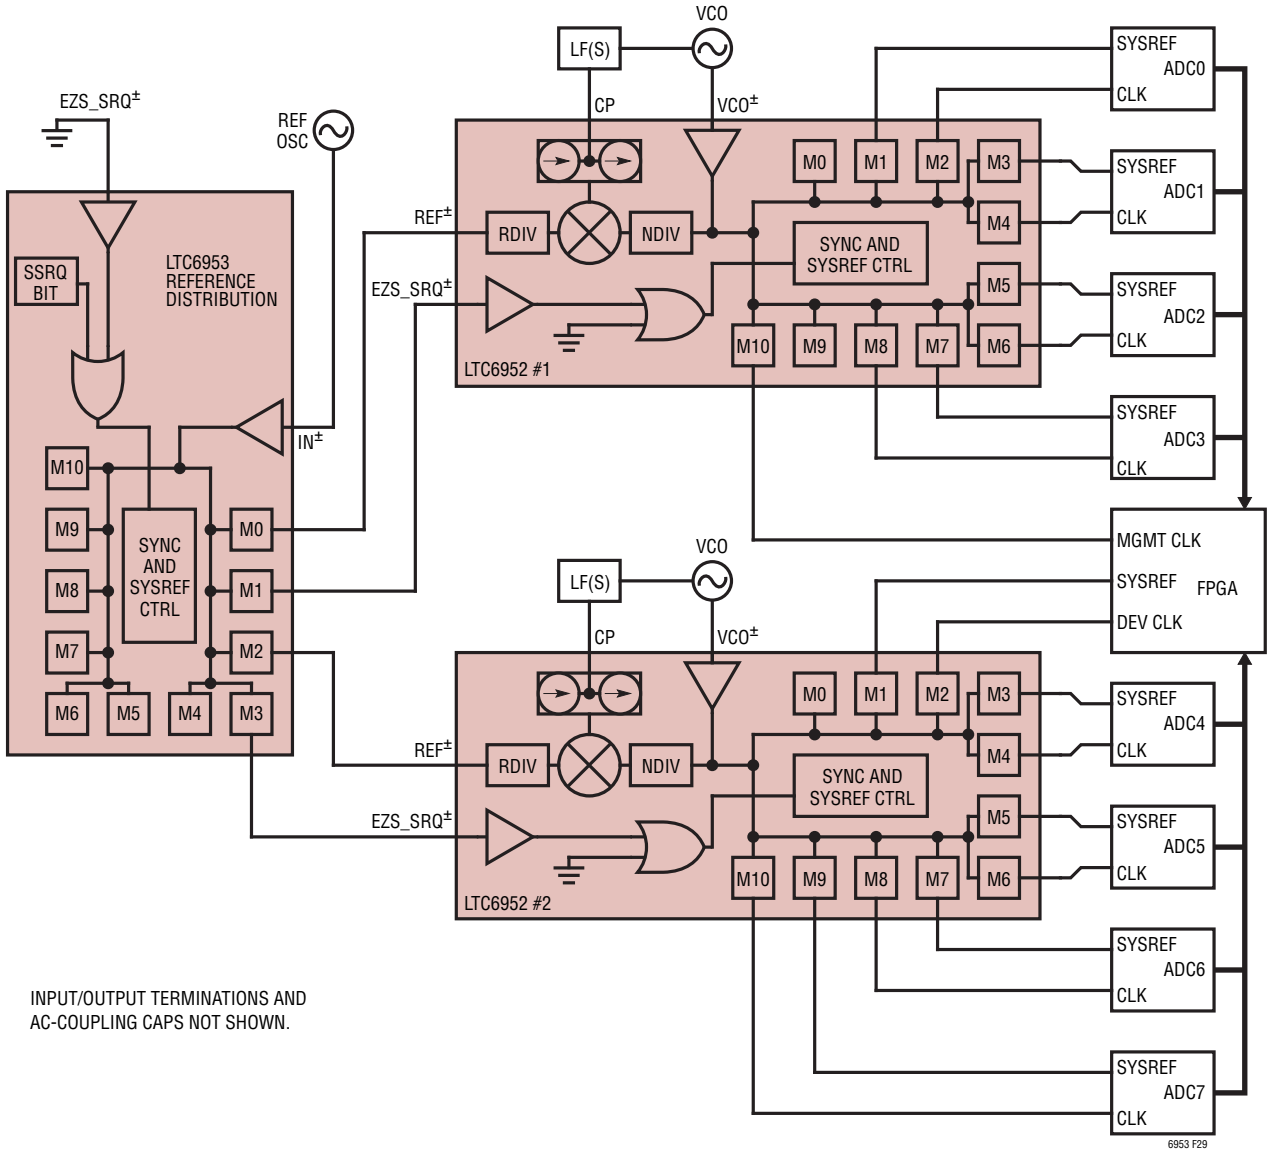 VCO
LF(S)
CP
VCO±
EZS_SRQ±
REF
OSC
SYSREF
ADC0
CLK
M0
M1
M2
M3
M4
SYSREF
ADC1
CLK
REF±
RDIV
NDIV
SYNC AND
SYSREF CTRL
EZS_SRQ±
M5
M6
M10
M9
M8
M7
LTC6952 #1
SYSREF
ADC2
CLK
SYSREF
ADC3
CLK
SSRQ
BIT
LTC6953
REFERENCE
DISTRIBUTION
IN±
M10
M9
M8
M7
M6
M5
M4
M3
M0
M1
M2
SYNC
AND
SYSREF
CTRL
MGMT CLK
SYSREF
FPGA
DEV CLK
VCO
LF(S)
CP
VCO±
M0
M1
M2
M3
M4
SYSREF
ADC4
CLK
REF±
RDIV
NDIV
SYNC AND
SYSREF CTRL
EZS_SRQ±
M5
M6
M10
M9
M8
M7
LTC6952 #2
SYSREF
ADC5
CLK
SYSREF
ADC6
CLK
SYSREF
ADC7
CLK
INPUT/OUTPUT TERMINATIONS AND
AC-COUPLING CAPS NOT SHOWN.
6953 F29